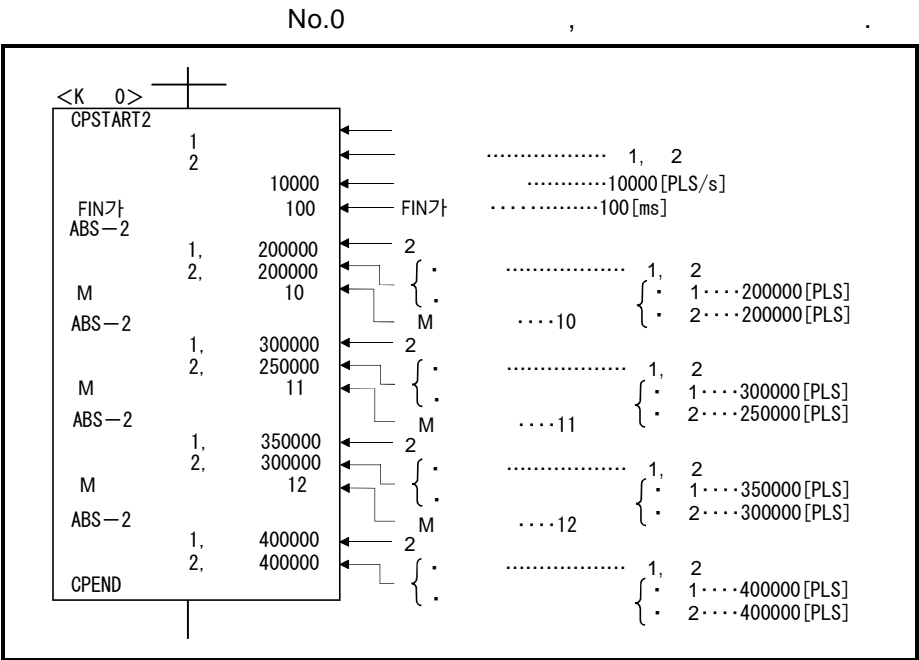 No.0 , .
<K 0>
CPSTART2
1
2 ·················· 1, 2
10000 ············10000[PLS/s]
FIN가 100 FIN가 ·············100[ms]
ABS-2
2
1, 200000
2, 200000
· ·················· 1, 2
· · 1····200000[PLS]
· 2····200000[PLS]
M 10 M ····10
ABS-2
2
1, 300000
2, 250000
· ·················· 1, 2
· · 1····300000[PLS]
· 2····250000[PLS]
M 11 M ····11
ABS-2
2
1, 350000
2, 300000
· ·················· 1, 2
· · 1····350000[PLS]
· 2····300000[PLS]
M 12 M ····12
ABS-2
2
1, 400000
2, 400000
· ·················· 1, 2
· · 1····400000[PLS]
· 2····400000[PLS]
CPEND